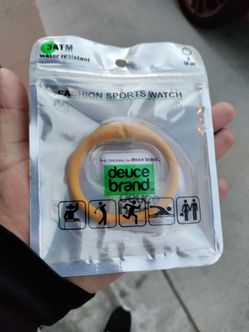 3ATM
Water resistant
FASHION SPORTS WATCH
THE ORIGINAL by deuce brand.
deuce
brand.